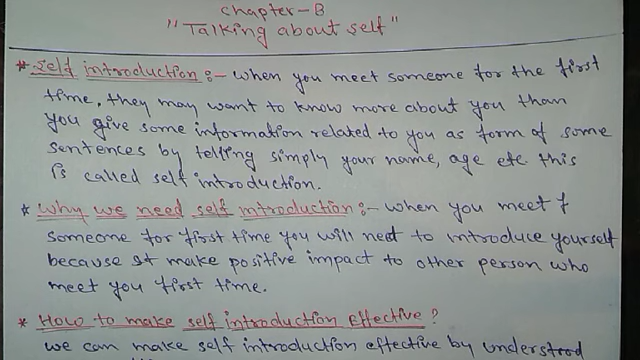 chapter-B
"Talking about self"
* Self introduction :- When you meet someone for the first
time, they may want to know more about you than
you give some information related to you as form of some
sentences by telling simply your name, age etc. this
is called self introduction.
* Why we need self introduction :- When you meet
someone for first time you will need to introduce yourself
because It make positive impact to other person who
meet you first time.
* How to make self introduction Effective ?
we can make self introduction effective by understood